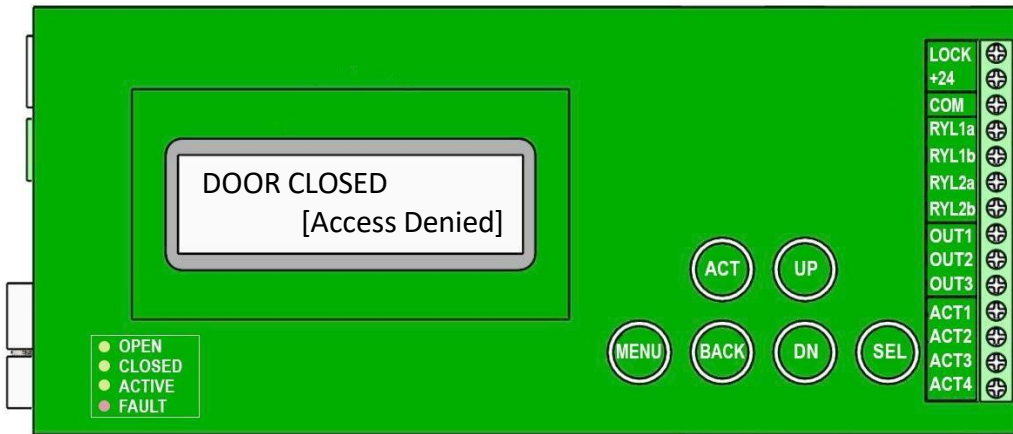 DOOR CLOSED
[Access Denied]
OPEN
CLOSED
ACTIVE
FAULT
ACT
UP
MENU
BACK
DN
SEL
LOCK
+24
COM
RYL1a
RYL1b
RYL2a
RYL2b
OUT1
OUT2
OUT3
ACT1
ACT2
ACT3
ACT4